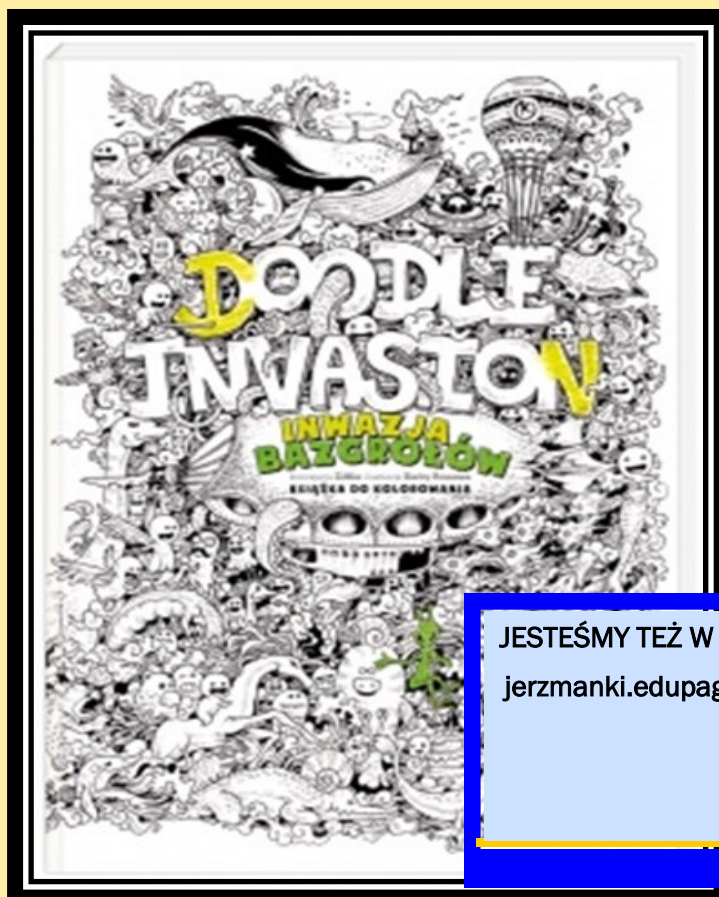 DOODLE
INVASION
INWAZJA
BAZGROŁÓW
KSIĄŻKA DO KOLOROWANIA
JESTEŚMY TEŻ W
jerzmanki.edupag